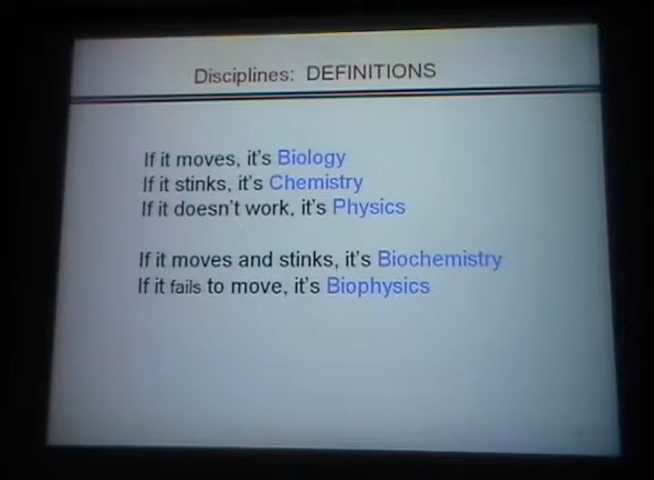 Disciplines: DEFINITIONS
If it moves, it's Biology
If it stinks, it's Chemistry
If it doesn't work, it's Physics
If it moves and stinks, it's Biochemistry
If it fails to move, it's Biophysics